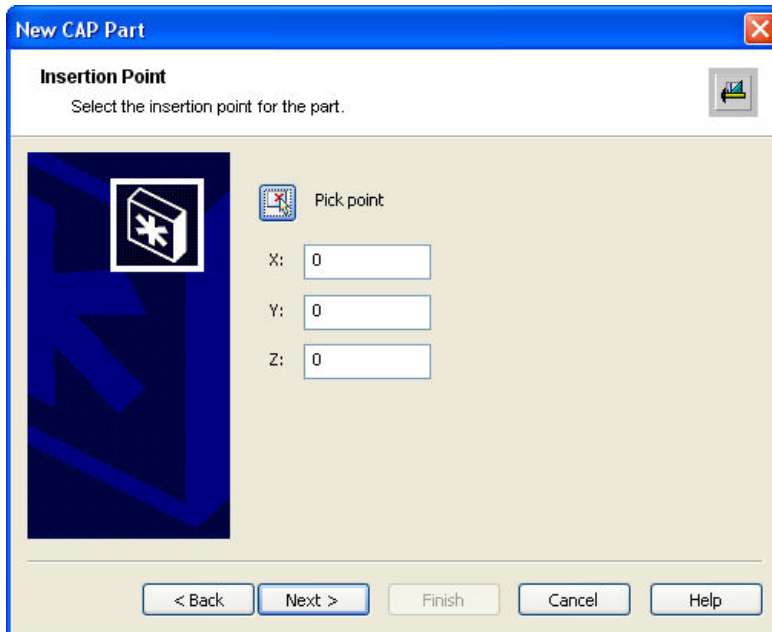 New CAP Part
Insertion Point
Select the insertion point for the part.
Pick point
X: 0
Y: 0
Z: 0
< Back Next > Finish Cancel Help